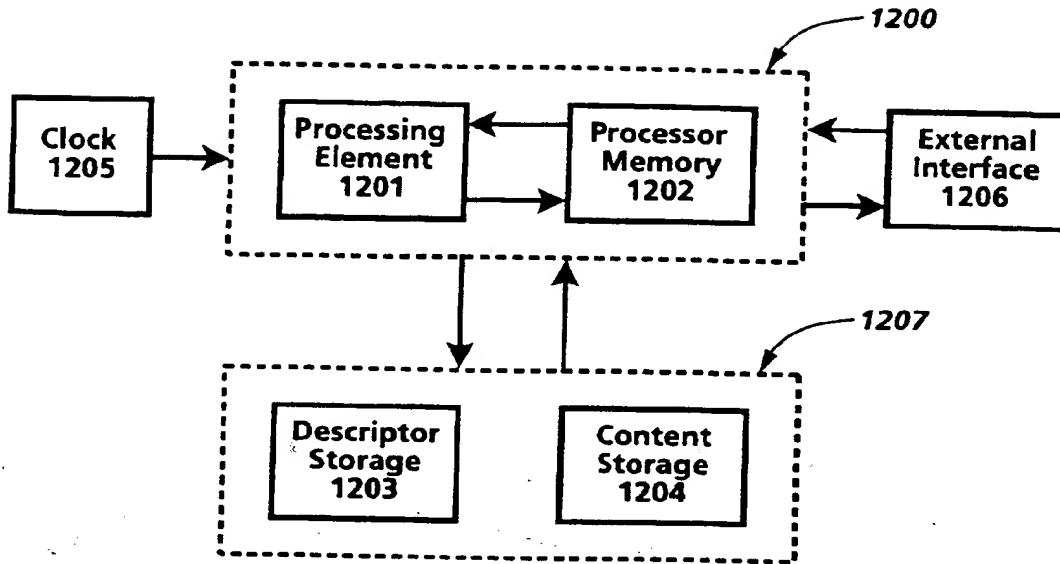 1200
Clock
1205
Processing
Element
1201
Processor
Memory
1202
External
Interface
1206
1207
Descriptor
Storage
1203
Content
Storage
1204